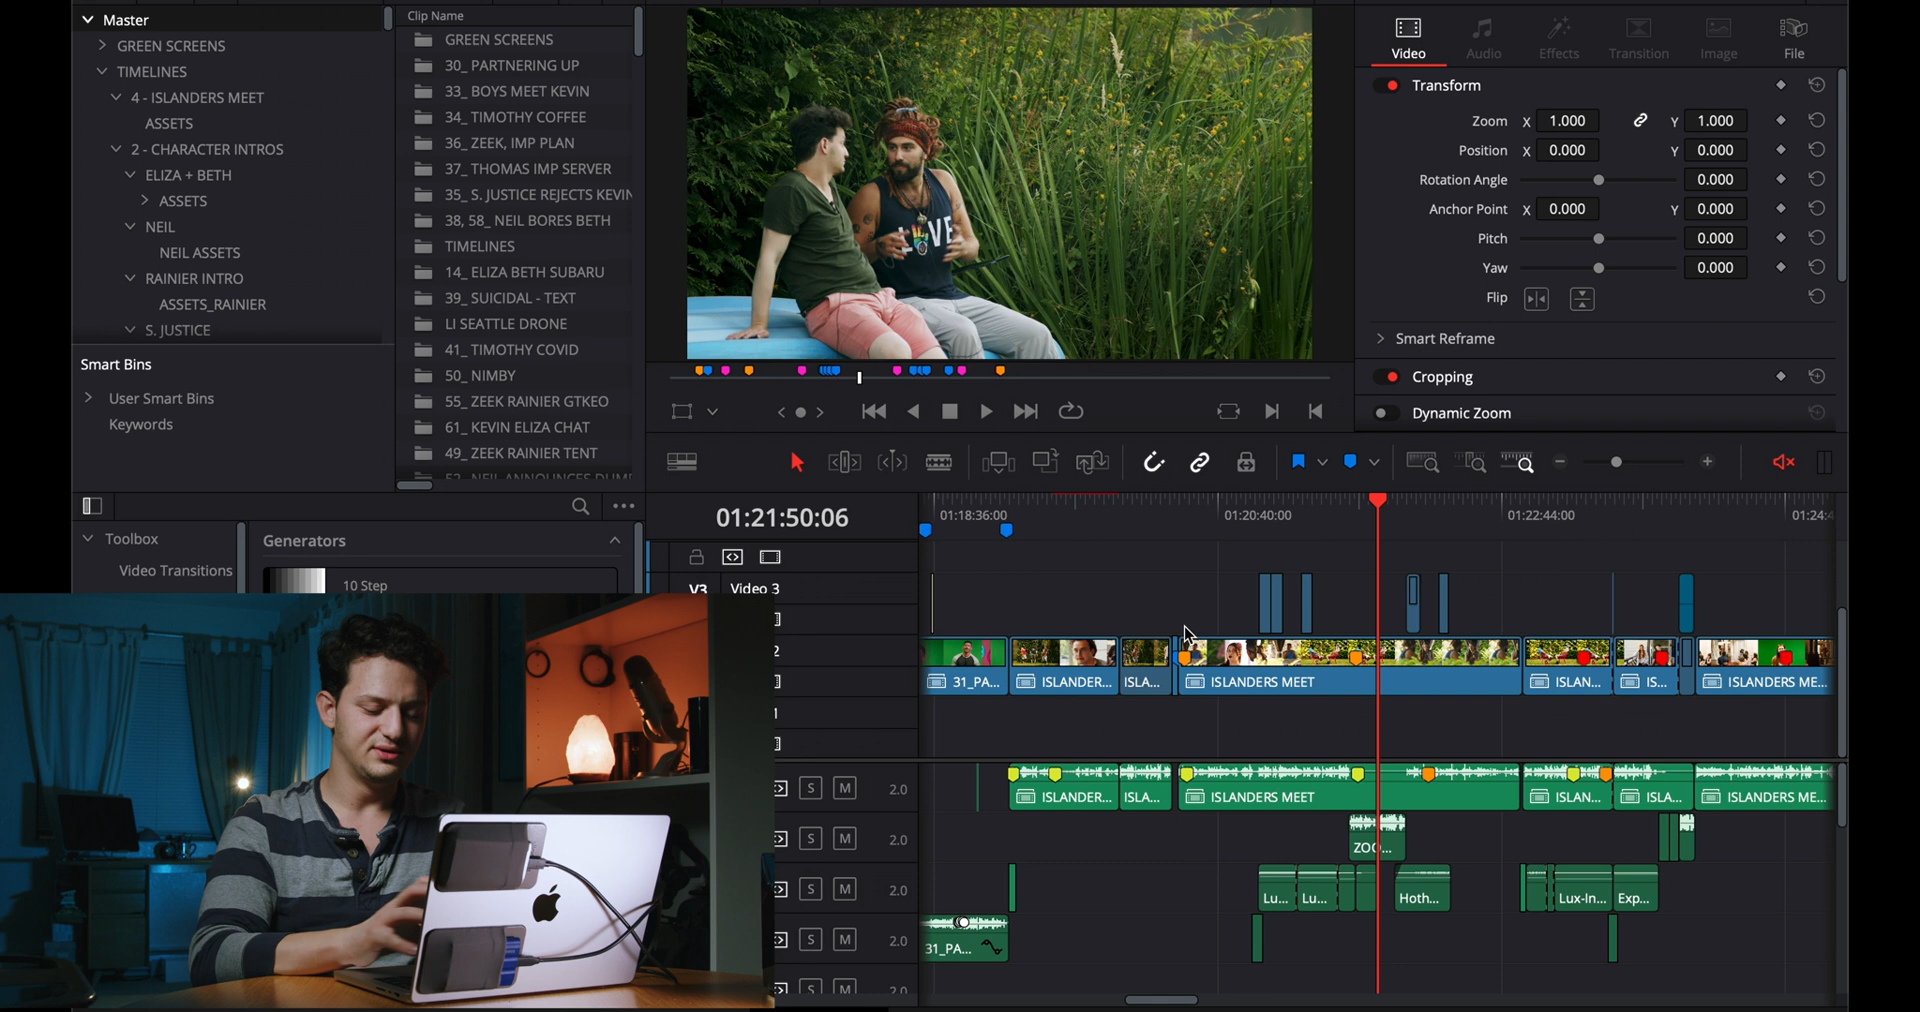 Master
GREEN SCREENS
TIMELINES
4 - ISLANDERS MEET
ASSETS
2 - CHARACTER INTROS
ELIZA + BETH
ASSETS
NEIL
NEIL ASSETS
RAINIER INTRO
ASSETS_RAINIER
S. JUSTICE
Smart Bins
User Smart Bins
Keywords
Clip Name
GREEN SCREENS
30_ PARTNERING UP
33_ BOYS MEET KEVIN
34_ TIMOTHY COFFEE
36_ ZEEK, IMP PLAN
37_ THOMAS IMP SERVER
35_ S. JUSTICE REJECTS KEVIN
38, 58_ NEIL BORES BETH
TIMELINES
14_ ELIZA BETH SUBARU
39_ SUICIDAL - TEXT
LI SEATTLE DRONE
41_ TIMOTHY COVID
50_ NIMBY
55_ ZEEK RAINIER GTKEO
61_ KEVIN ELIZA CHAT
49_ ZEEK RAINIER TENT
LOVE
Video
Audio
Effects
Transition
Image
File
Transform
Zoom X 1.000 Y 1.000
Position X 0.000 Y 0.000
Rotation Angle 0.000
Anchor Point X 0.000 Y 0.000
Pitch 0.000
Yaw 0.000
Flip
Smart Reframe
Cropping
Dynamic Zoom
Toolbox
Video Transitions
Generators
10 Step
01:21:50:06
01:18:36:00
01:20:40:00
01:22:44:00
01:24:4
V3 Video 3
2
31_PA...
ISLANDER...
ISLA...
ISLANDERS MEET
ISLAN...
IS...
ISLANDERS ME...
1
S M 2.0
ISLANDER...
ISLA...
ISLANDERS MEET
ISLAN...
ISLA...
ISLANDERS ME...
S M 2.0
ZOO...
S M 2.0
Lu...
Lu...
Hoth...
Lux-In...
Exp...
S M 2.0
31_PA...
S M 2.0